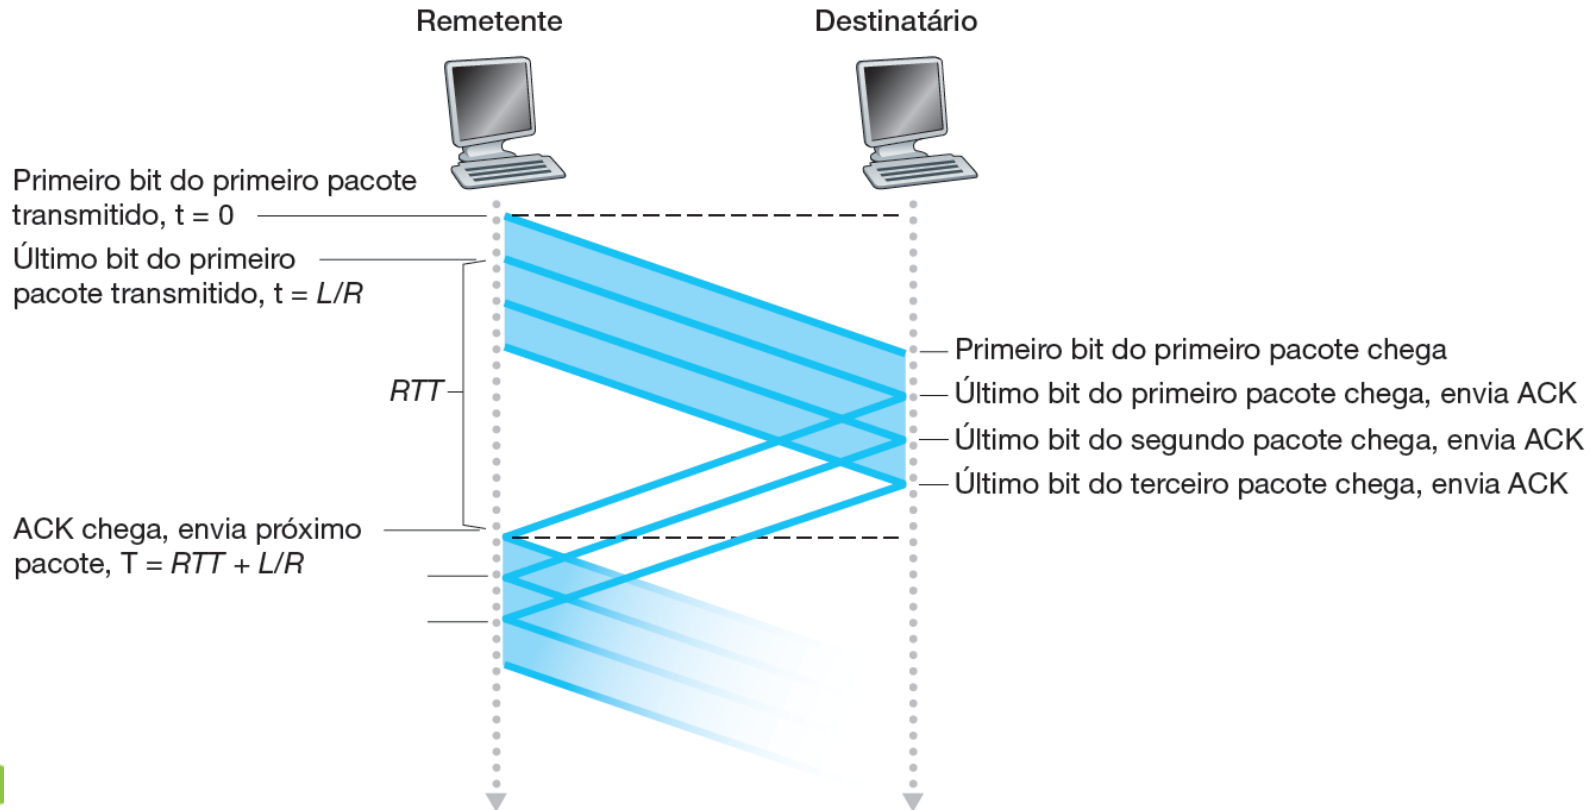 Remetente
Destinatário
Primeiro bit do primeiro pacote
transmitido, t = 0
Último bit do primeiro
pacote transmitido, t = L/R
RTT
ACK chega, envia próximo
pacote, T = RTT + L/R
Primeiro bit do primeiro pacote chega
Último bit do primeiro pacote chega, envia ACK
Último bit do segundo pacote chega, envia ACK
Último bit do terceiro pacote chega, envia ACK